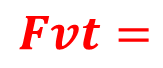 Fvt =